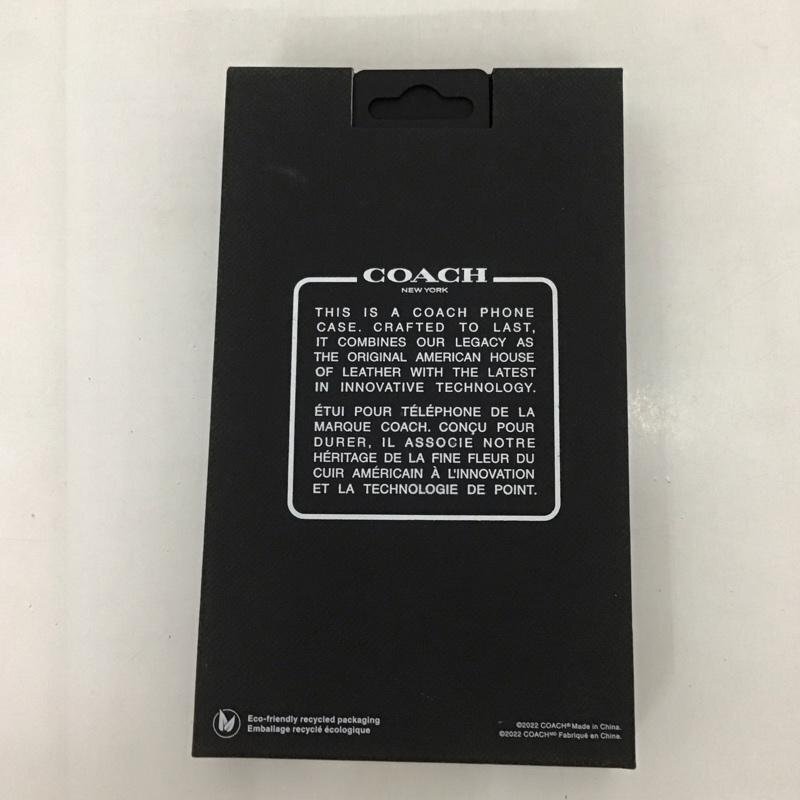 COACH
NEW YORK
THIS IS A COACH PHONE
CASE. CRAFTED TO LAST,
IT COMBINES OUR LEGACY AS
THE ORIGINAL AMERICAN HOUSE
OF LEATHER WITH THE LATEST
IN INNOVATIVE TECHNOLOGY.
ÉTUI POUR TÉLÉPHONE DE LA
MARQUE COACH. CONÇU POUR
DURER, IL ASSOCIE NOTRE
HÉRITAGE DE LA FINE FLEUR DU
CUIR AMÉRICAIN À L'INNOVATION
ET LA TECHNOLOGIE DE POINT.
Eco-friendly recycled packaging
Emballage recyclé écologique
©2022 COACH® Made in China.
©2022 COACHᴹᴰ Fabriqué en China.